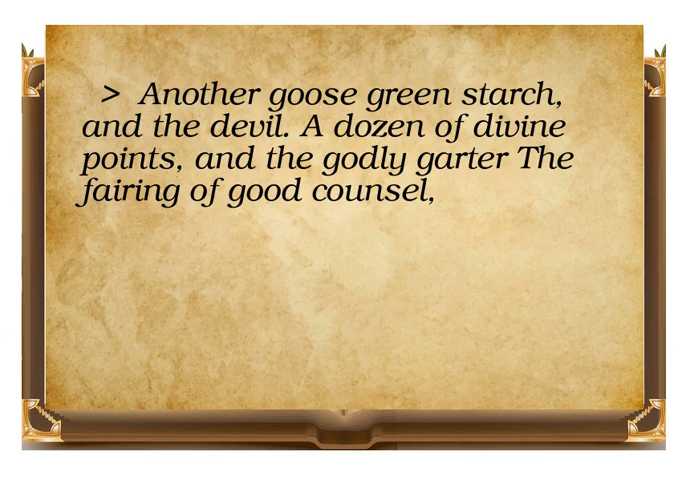 > Another goose green starch,
and the devil. A dozen of divine
points, and the godly garter The
fairing of good counsel,